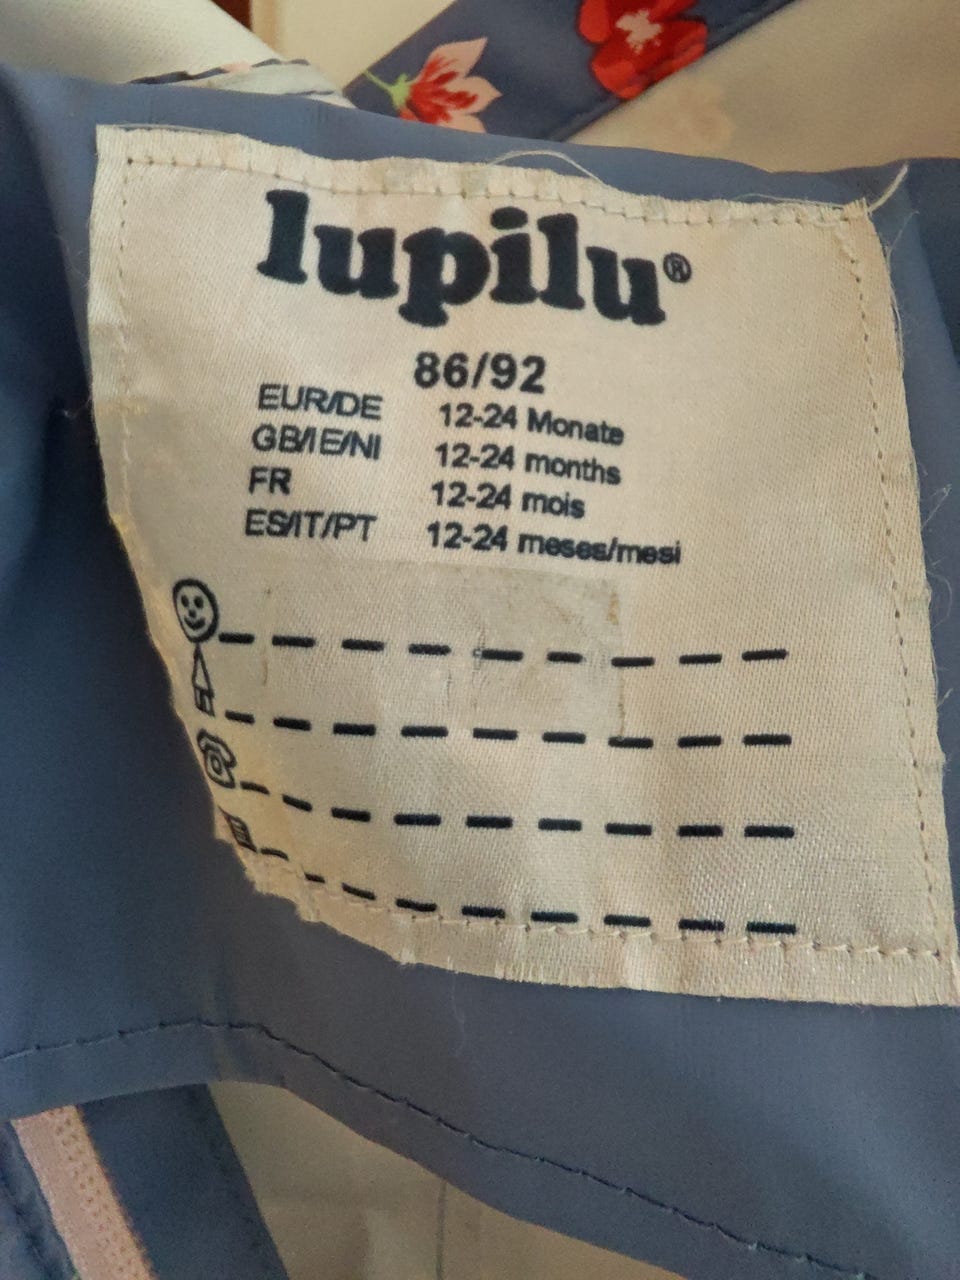 lupilu®
86/92
EUR/DE 12-24 Monate
GB/IE/NI 12-24 months
FR 12-24 mois
ES/IT/PT 12-24 meses/mesi